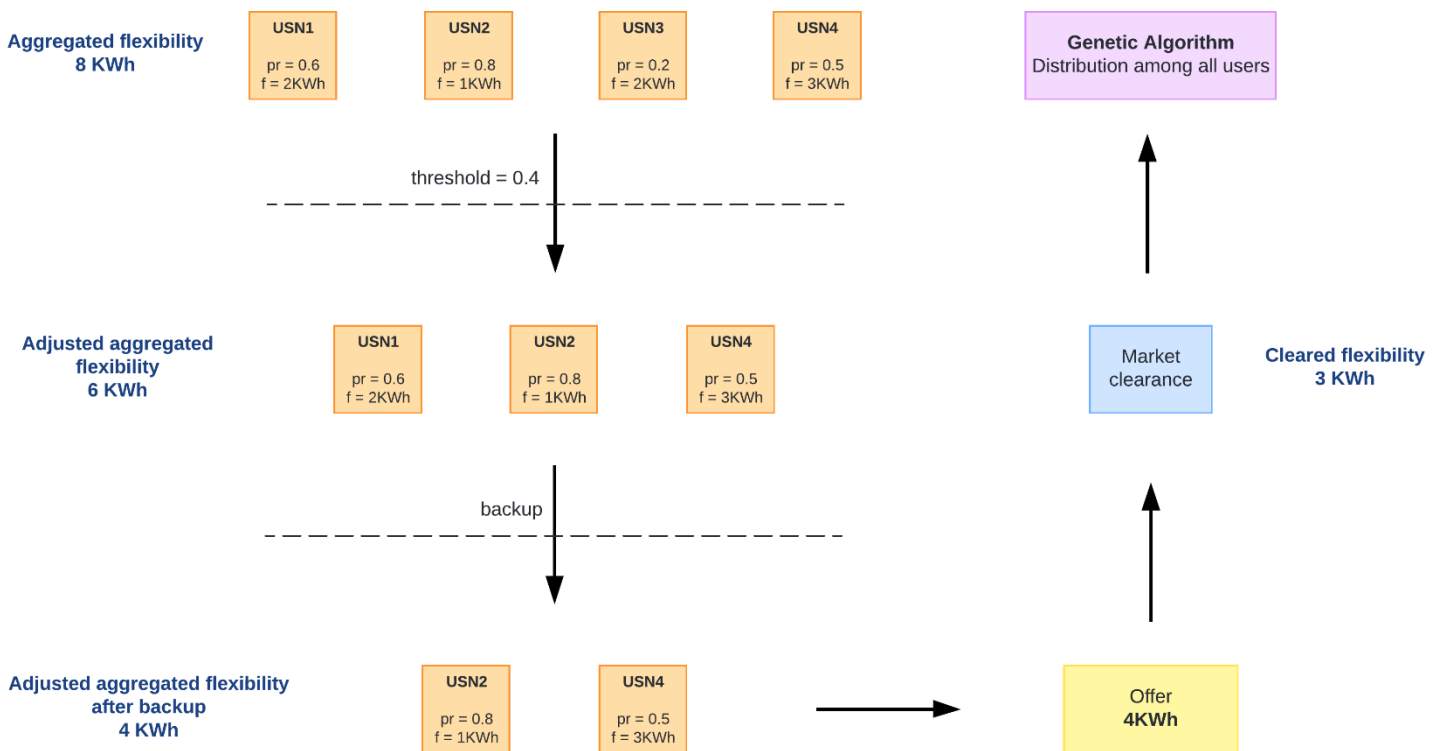 Aggregated flexibility
8 KWh
USN1
pr = 0.6
f = 2KWh
USN2
pr = 0.8
f = 1KWh
USN3
pr = 0.2
f = 2KWh
USN4
pr = 0.5
f = 3KWh
Genetic Algorithm
Distribution among all users
threshold = 0.4
Adjusted aggregated
flexibility
6 KWh
USN1
pr = 0.6
f = 2KWh
USN2
pr = 0.8
f = 1KWh
USN4
pr = 0.5
f = 3KWh
Market
clearance
Cleared flexibility
3 KWh
backup
Adjusted aggregated flexibility
after backup
4 KWh
USN2
pr = 0.8
f = 1KWh
USN4
pr = 0.5
f = 3KWh
Offer
4KWh